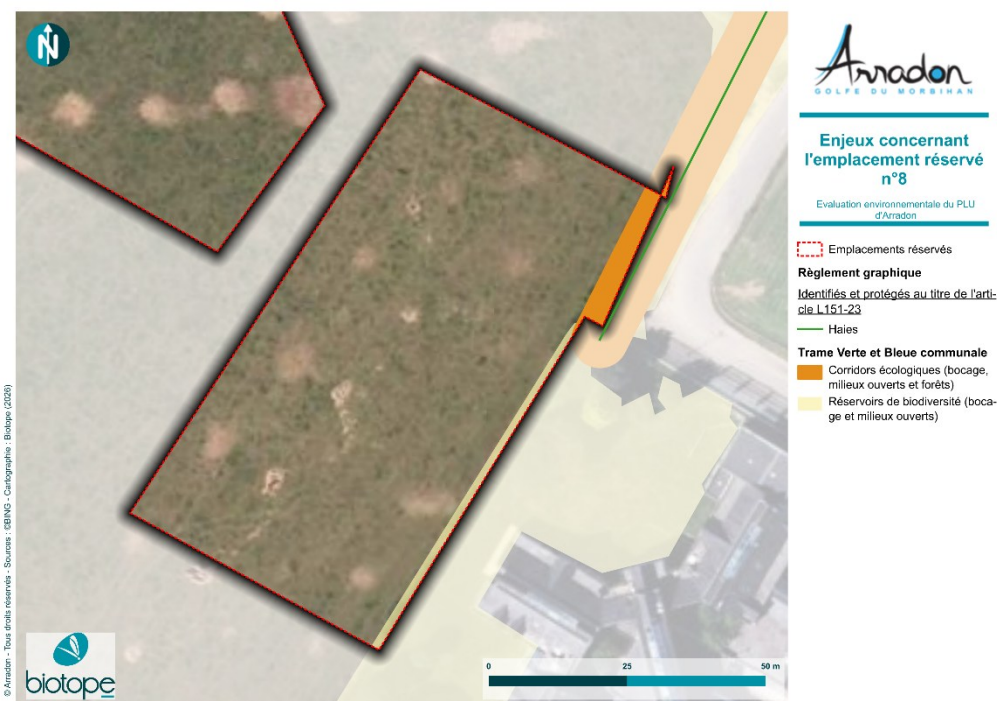 N
Arradon
GOLFE DU MORBIHAN
Enjeux concernant
l'emplacement réservé
n°8
Evaluation environnementale du PLU
d'Arradon
Emplacements réservés
Règlement graphique
Identifiés et protégés au titre de l'arti-
cle L151-23
Haies
Trame Verte et Bleue communale
Corridors écologiques (bocage,
milieux ouverts et forêts)
Réservoirs de biodiversité (boca-
ge et milieux ouverts)
© Arradon - Tous droits réservés - Sources : ©BING - Cartographie : Biotope (2026)
biotope
0 25 50 m